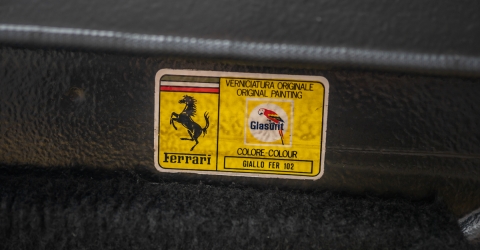 VERNICIATURA ORIGINALE
ORIGINAL PAINTING
Glasurit
COLORE-COLOUR
GIALLO FER 102
Ferrari